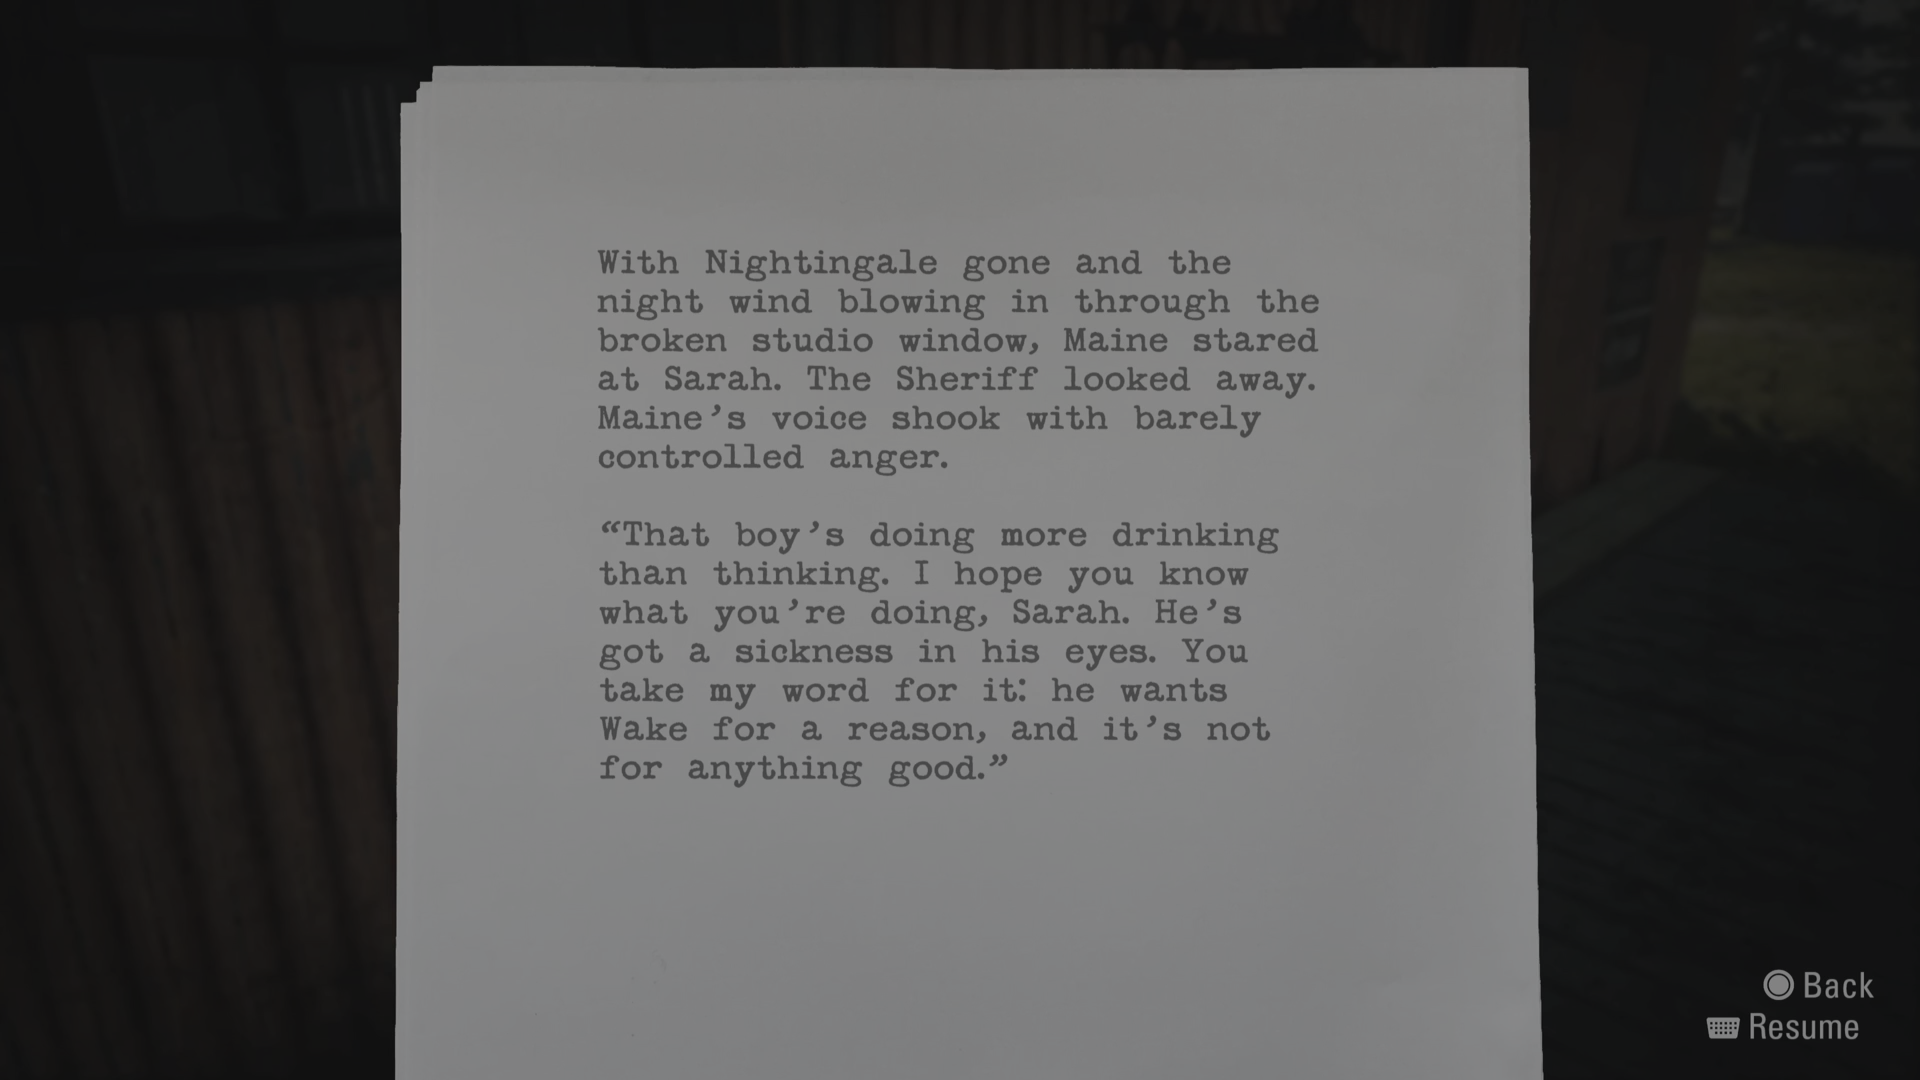 With Nightingale gone and the
night wind blowing in through the
broken studio window, Maine stared
at Sarah. The Sheriff looked away.
Maine’s voice shook with barely
controlled anger.
“That boy’s doing more drinking
than thinking. I hope you know
what you’re doing, Sarah. He’s
got a sickness in his eyes. You
take my word for it: he wants
Wake for a reason, and it’s not
for anything good.”
Back
Resume